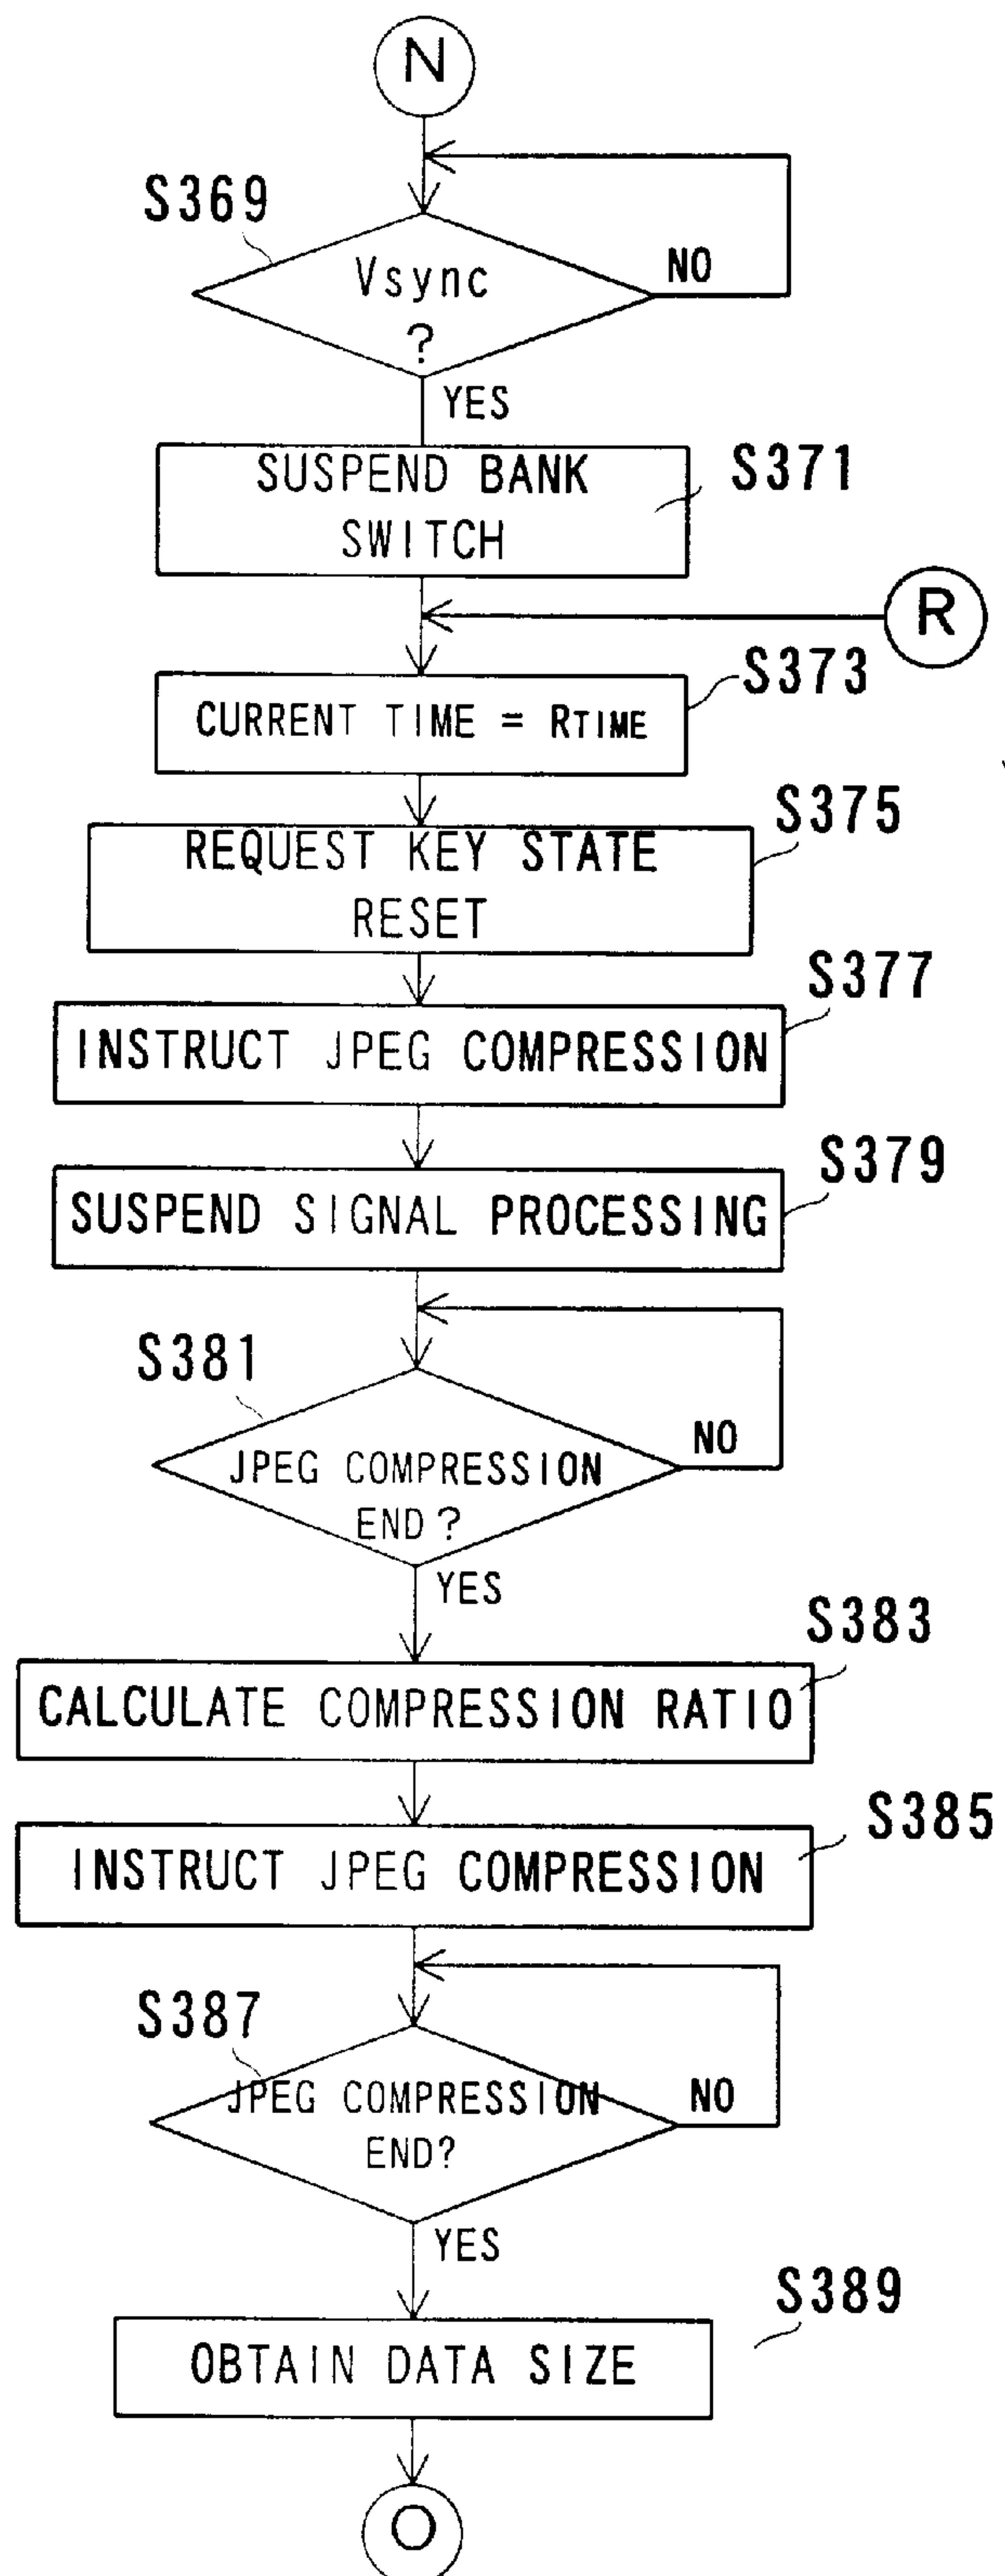 N
S369
Vsync
?
NO
YES
SUSPEND BANK
SWITCH
S371
R
S373
CURRENT TIME = RTIME
S375
REQUEST KEY STATE
RESET
S377
INSTRUCT JPEG COMPRESSION
S379
SUSPEND SIGNAL PROCESSING
S381
JPEG COMPRESSION
END?
NO
YES
S383
CALCULATE COMPRESSION RATIO
S385
INSTRUCT JPEG COMPRESSION
S387
JPEG COMPRESSION
END?
NO
YES
S389
OBTAIN DATA SIZE
O